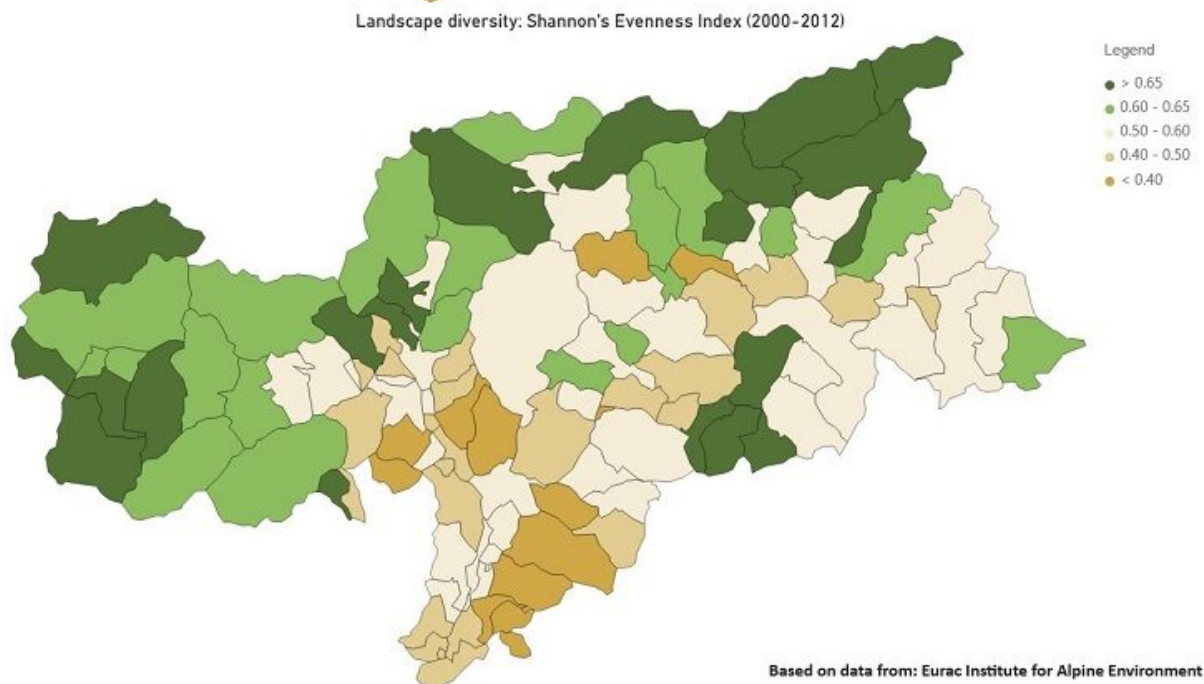 Landscape diversity: Shannon's Evenness Index (2000-2012)
Legend
> 0.65
0.60 - 0.65
0.50 - 0.60
0.40 - 0.50
< 0.40
Based on data from: Eurac Institute for Alpine Environment